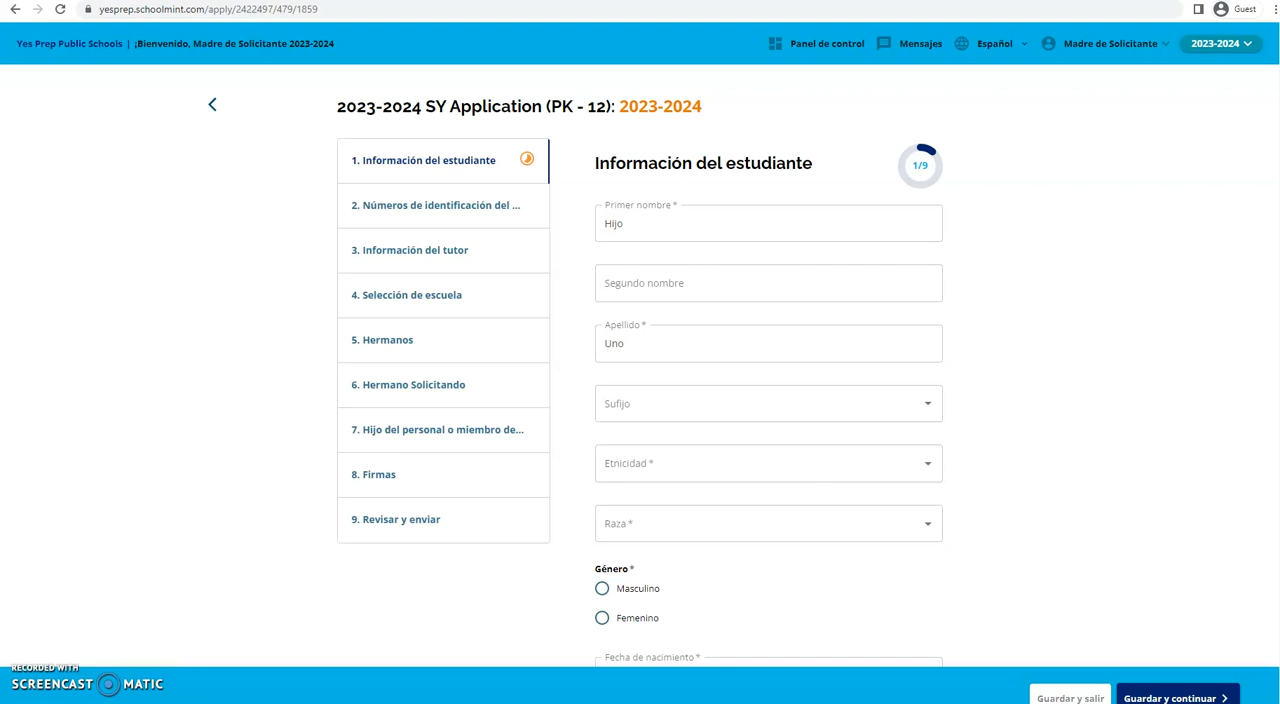 yesprep.schoolmint.com/apply/2422497/479/1859
Guest
Yes Prep Public Schools | ¡Bienvenido, Madre de Solicitante 2023-2024
Panel de control
Mensajes
Español
Madre de Solicitante
2023-2024
2023-2024 SY Application (PK - 12): 2023-2024
1. Información del estudiante
2. Números de identificación del ...
3. Información del tutor
4. Selección de escuela
5. Hermanos
6. Hermano Solicitando
7. Hijo del personal o miembro de...
8. Firmas
9. Revisar y enviar
Información del estudiante
1/9
Primer nombre *
Hijo
Segundo nombre
Apellido *
Uno
Sufijo
Etnicidad *
Raza *
Género *
Masculino
Femenino
Fecha de nacimiento *
RECORDED WITH
SCREENCAST MATIC
Guardar y salir
Guardar y continuar